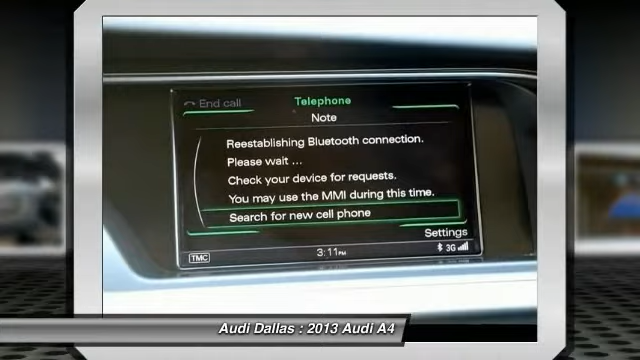 End call
Telephone
Note
Reestablishing Bluetooth connection.
Please wait ...
Check your device for requests.
You may use the MMI during this time.
Search for new cell phone
Settings
TMC
3:11PM
3G
Audi Dallas : 2013 Audi A4